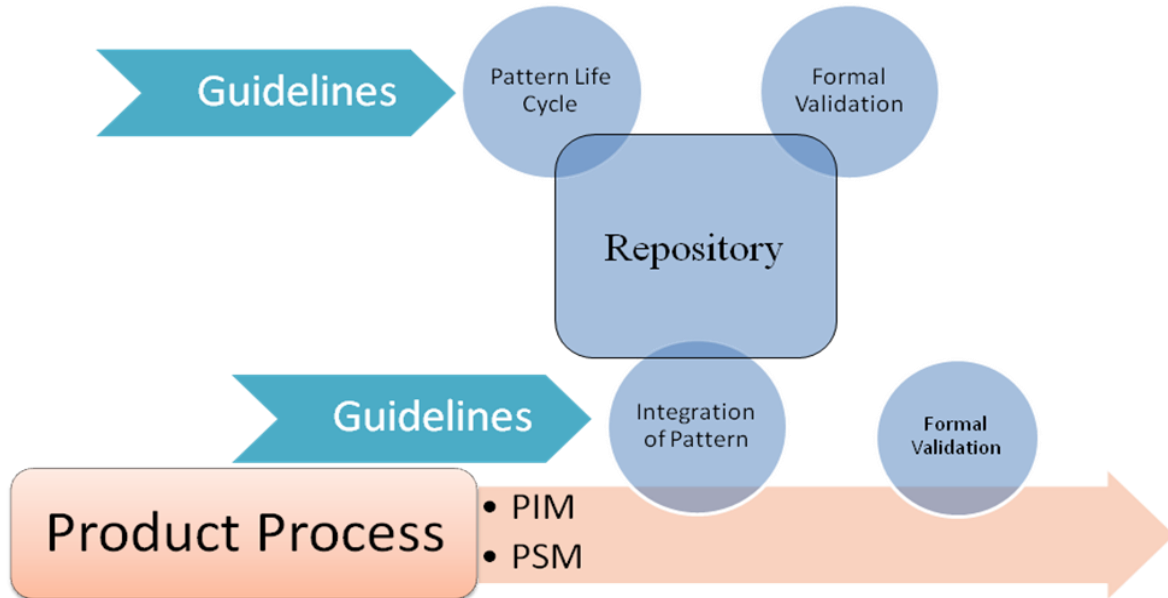 Guidelines
Pattern Life
Cycle
Formal
Validation
Repository
Guidelines
Integration
of Pattern
Formal
Validation
Product Process
• PIM
• PSM